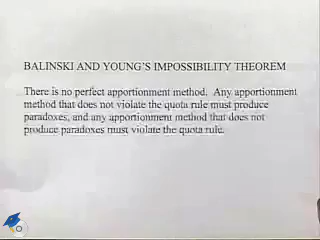 BALINSKI AND YOUNG'S IMPOSSIBILITY THEOREM
There is no perfect apportionment method. Any apportionment
method that does not violate the quota rule must produce
paradoxes, and any apportionment method that does not
produce paradoxes must violate the quota rule.